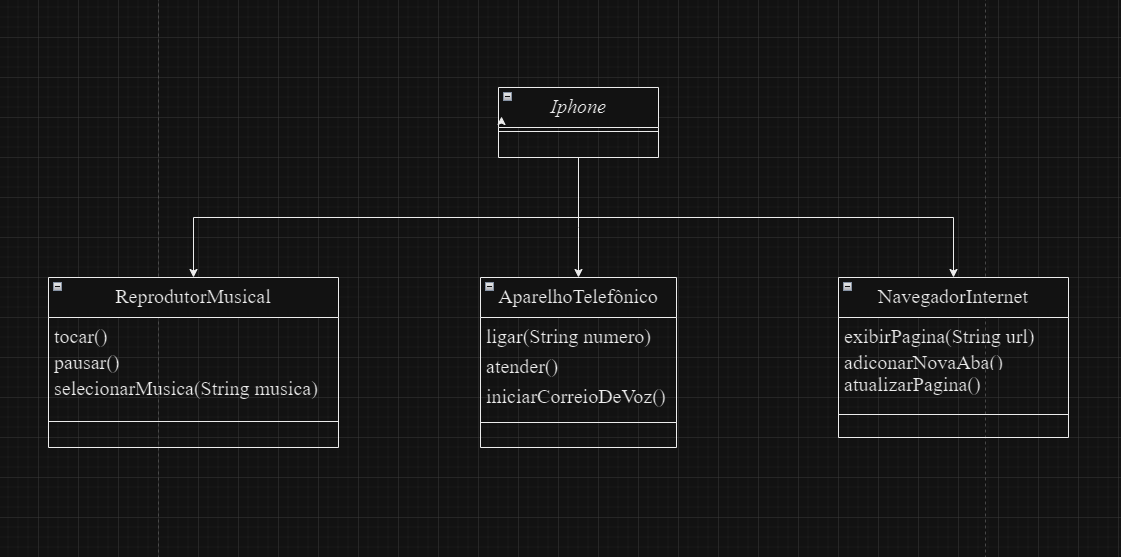 Iphone
ReprodutorMusical
tocar()
pausar()
selecionarMusica(String musica)
AparelhoTelefônico
ligar(String numero)
atender()
iniciarCorreioDeVoz()
NavegadorInternet
exibirPagina(String url)
adiconarNovaAba()
atualizarPagina()